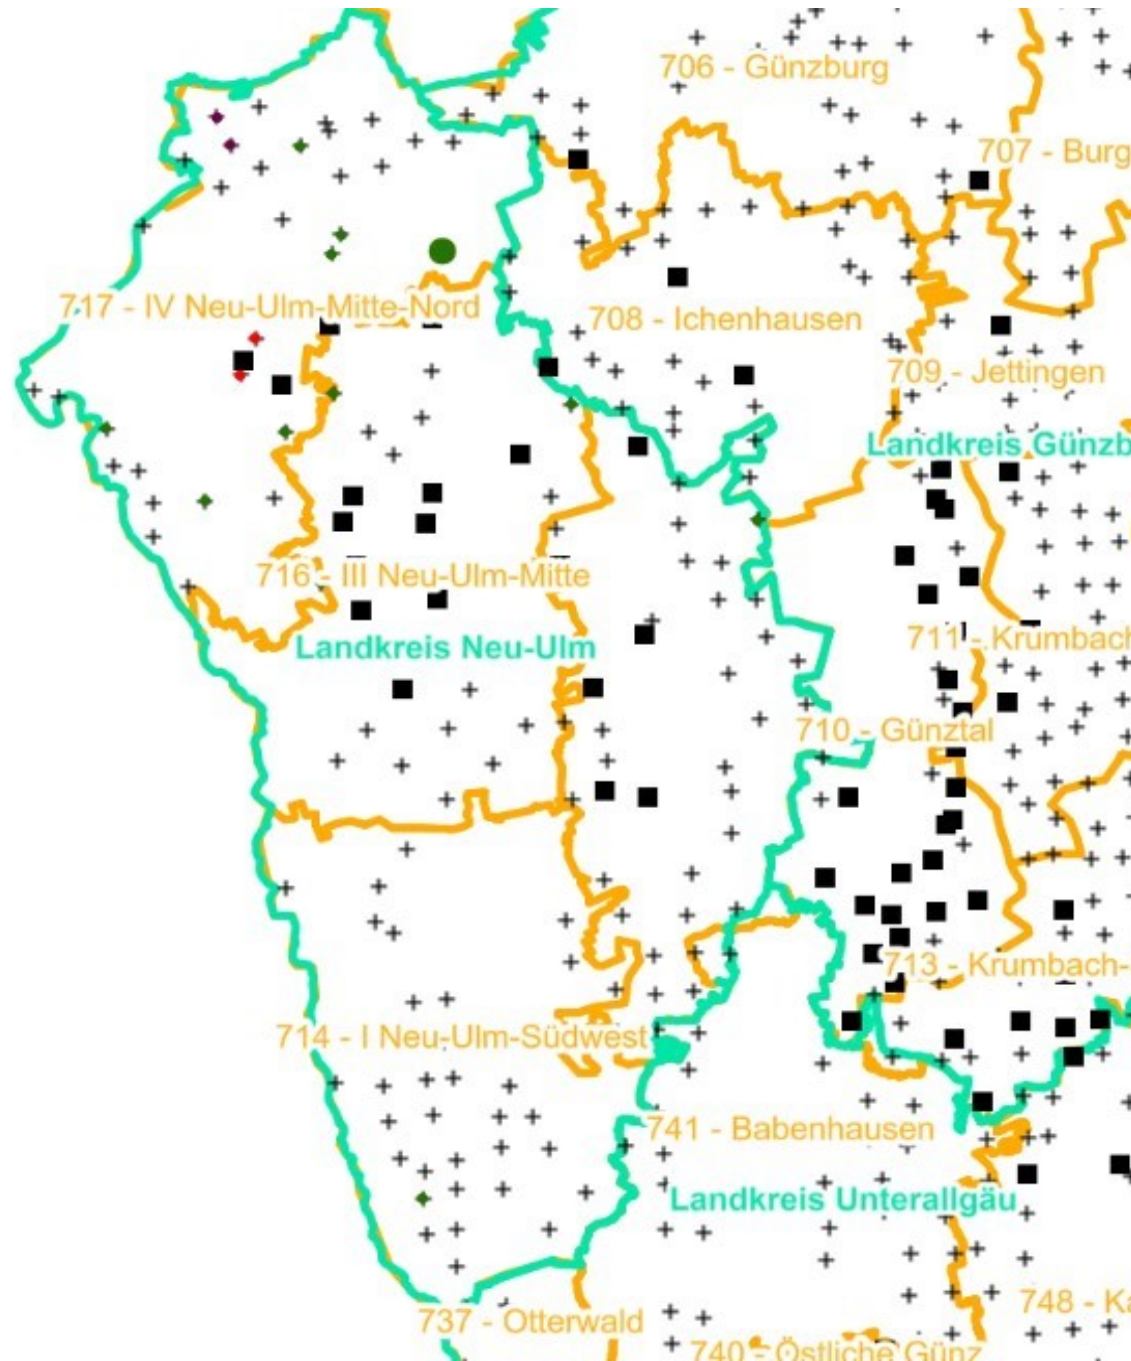 706 - Günzburg
707 - Burg
717 - IV Neu-Ulm-Mitte-Nord
708 - Ichenhausen
709 - Jettingen
Landkreis Günzb
716 - III Neu-Ulm-Mitte
711 - Krumbach
Landkreis Neu-Ulm
710 - Günztal
713 - Krumbach-
714 - I Neu-Ulm-Südwest
741 - Babenhausen
Landkreis Unterallgäu
748 - Ka
737 - Otterwald
740 - Östliche Günz